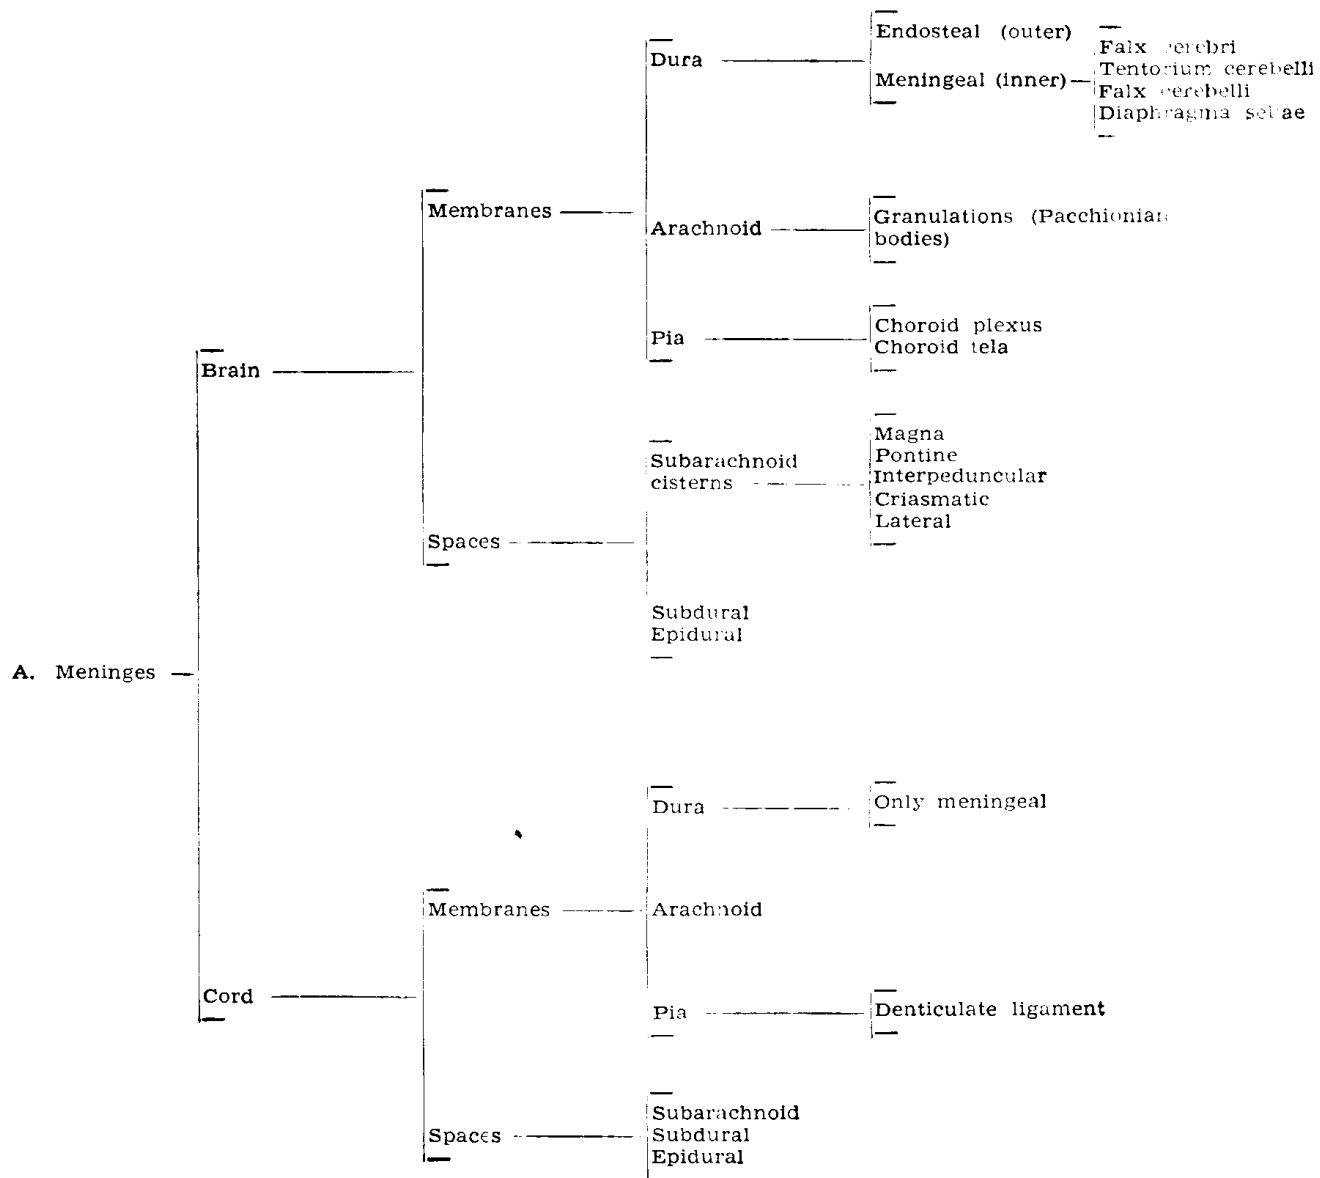 Endosteal (outer)
Dura
Meningeal (inner)
Falx cerebri
Tentorium cerebelli
Falx cerebelli
Diaphragma sellae
Membranes
Arachnoid
Granulations (Pacchionian
bodies)
Pia
Choroid plexus
Choroid tela
Brain
Subarachnoid
cisterns
Magna
Pontine
Interpeduncular
Criasmatic
Lateral
Spaces
Subdural
Epidural
A. Meninges
Dura
Only meningeal
Membranes
Arachnoid
Cord
Pia
Denticulate ligament
Spaces
Subarachnoid
Subdural
Epidural